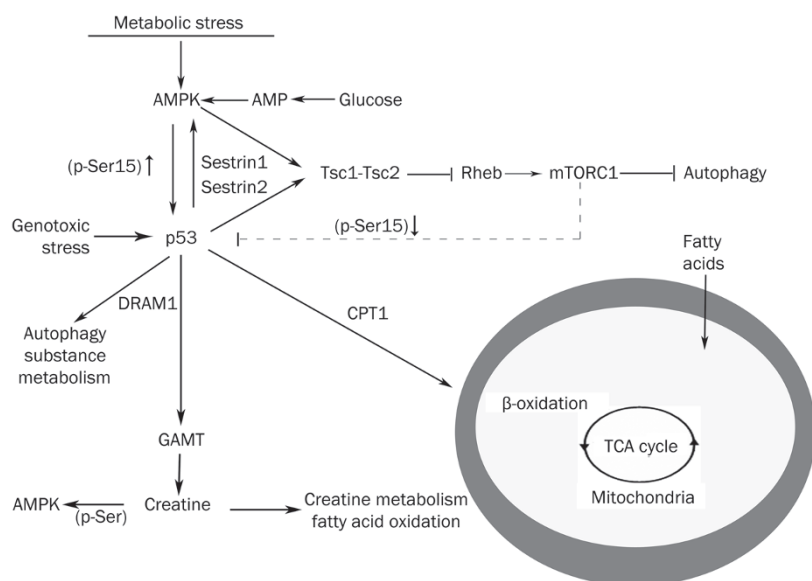 Metabolic stress
AMPK
AMP
Glucose
(p-Ser15)
Sestrin1
Sestrin2
Tsc1-Tsc2
Rheb
mTORC1
Autophagy
Genotoxic
stress
p53
(p-Ser15)
Fatty
acids
DRAM1
CPT1
Autophagy
substance
metabolism
β-oxidation
TCA cycle
Mitochondria
GAMT
AMPK
(p-Ser)
Creatine
Creatine metabolism
fatty acid oxidation